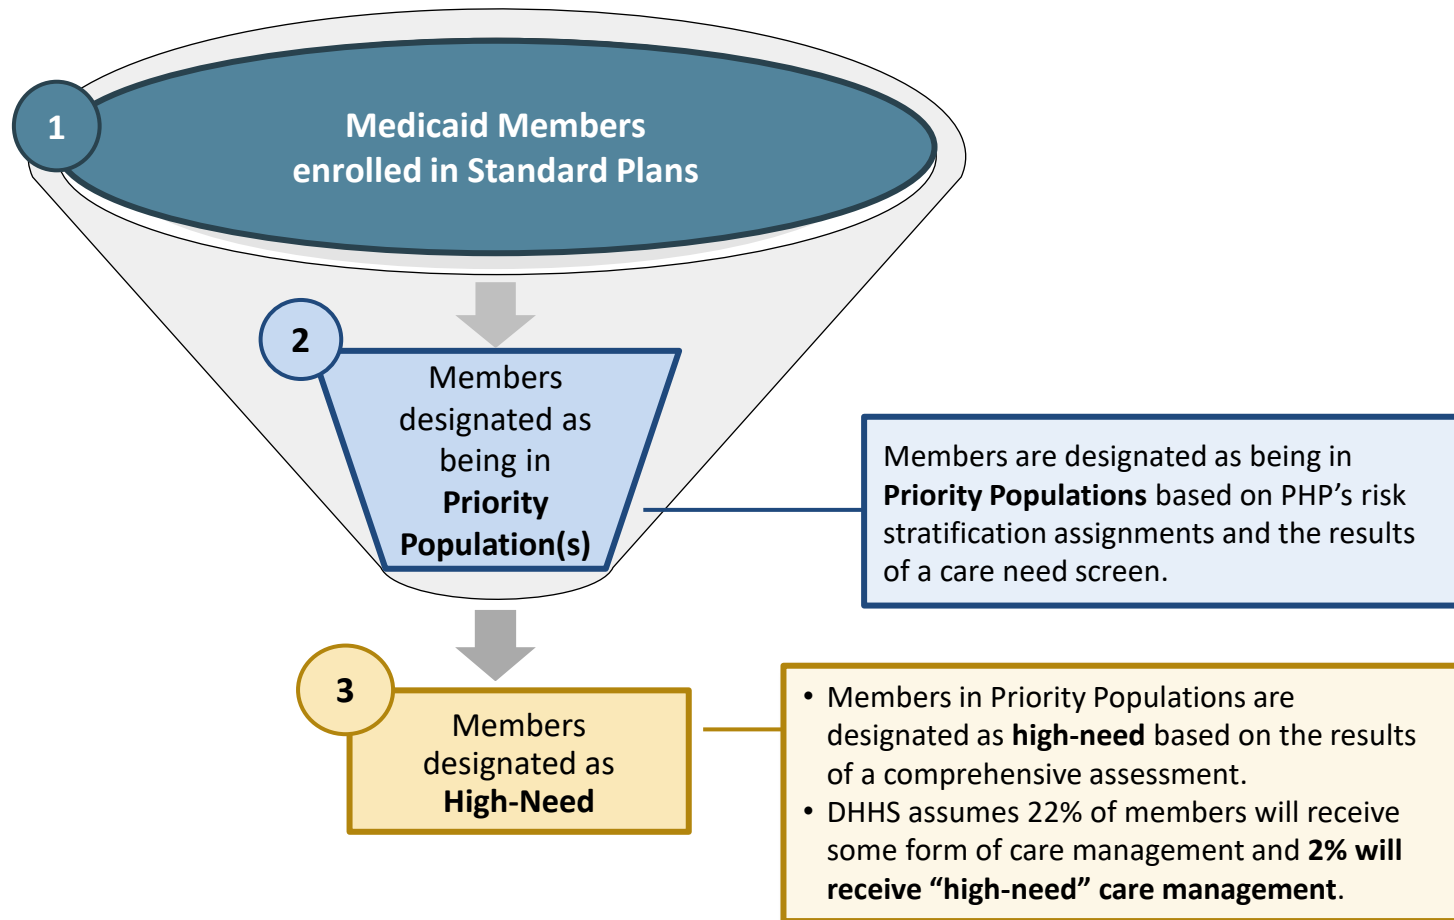 1
Medicaid Members
enrolled in Standard Plans
2
Members
designated as
being in
Priority
Population(s)
Members are designated as being in
Priority Populations based on PHP’s risk
stratification assignments and the results
of a care need screen.
3
Members
designated as
High-Need
• Members in Priority Populations are
designated as high-need based on the results
of a comprehensive assessment.
• DHHS assumes 22% of members will receive
some form of care management and 2% will
receive “high-need” care management.